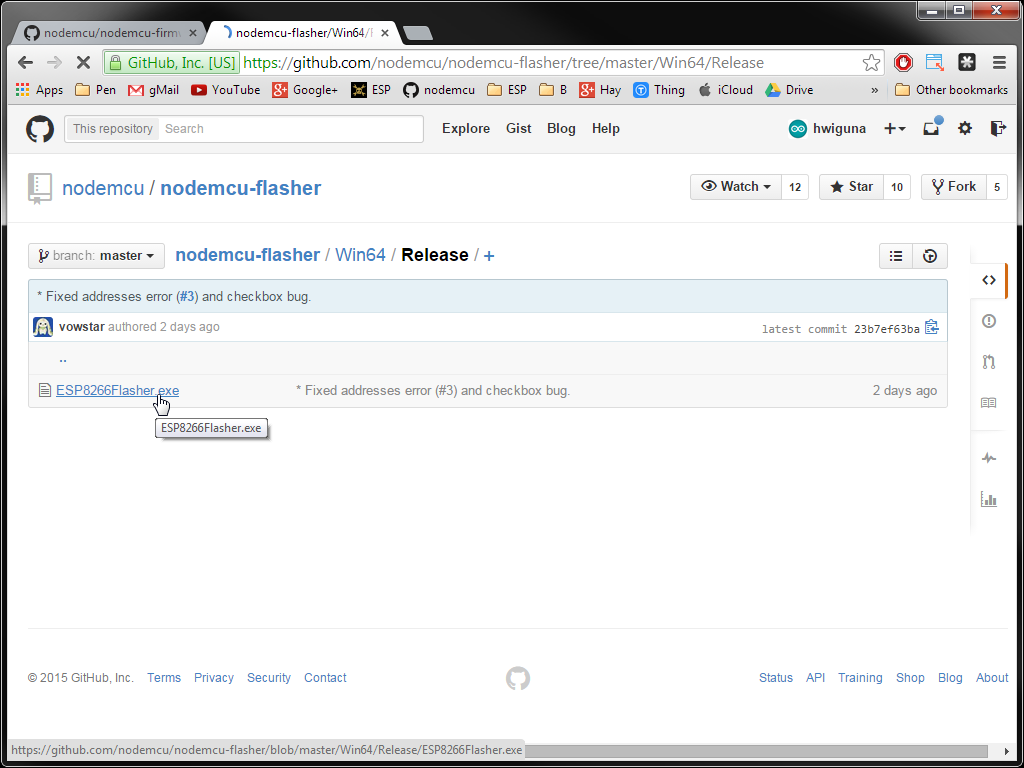 nodemcu/nodemcu-firmw
nodemcu-flasher/Win64/R
GitHub, Inc. [US] https://github.com/nodemcu/nodemcu-flasher/tree/master/Win64/Release
Apps Pen gMail YouTube Google+ ESP nodemcu ESP B Hay Thing iCloud Drive » Other bookmarks
This repository Search Explore Gist Blog Help hwiguna
nodemcu / nodemcu-flasher Watch 12 Star 10 Fork 5
branch: master nodemcu-flasher / Win64 / Release / +
* Fixed addresses error (#3) and checkbox bug.
vowstar authored 2 days ago latest commit 23b7ef63ba
..
ESP8266Flasher.exe * Fixed addresses error (#3) and checkbox bug. 2 days ago
ESP8266Flasher.exe
© 2015 GitHub, Inc. Terms Privacy Security Contact Status API Training Shop Blog About
https://github.com/nodemcu/nodemcu-flasher/blob/master/Win64/Release/ESP8266Flasher.exe